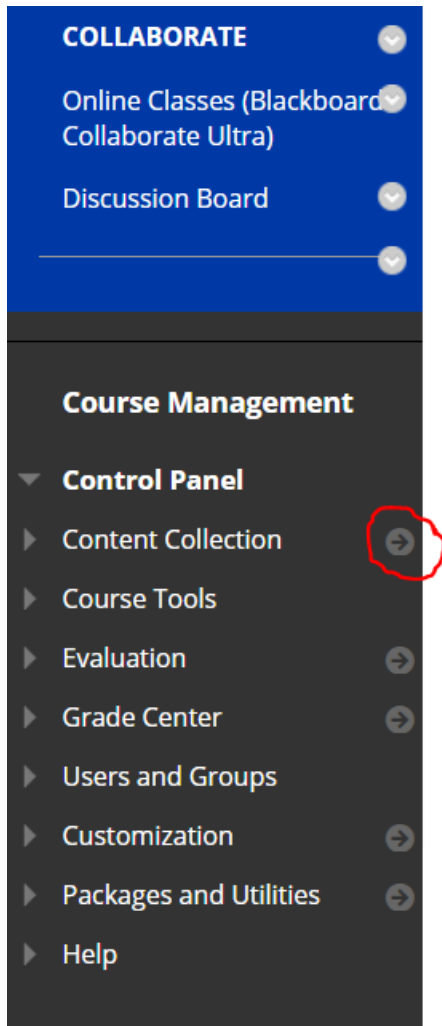 COLLABORATE
Online Classes (Blackboard
Collaborate Ultra)
Discussion Board
Course Management
Control Panel
Content Collection
Course Tools
Evaluation
Grade Center
Users and Groups
Customization
Packages and Utilities
Help